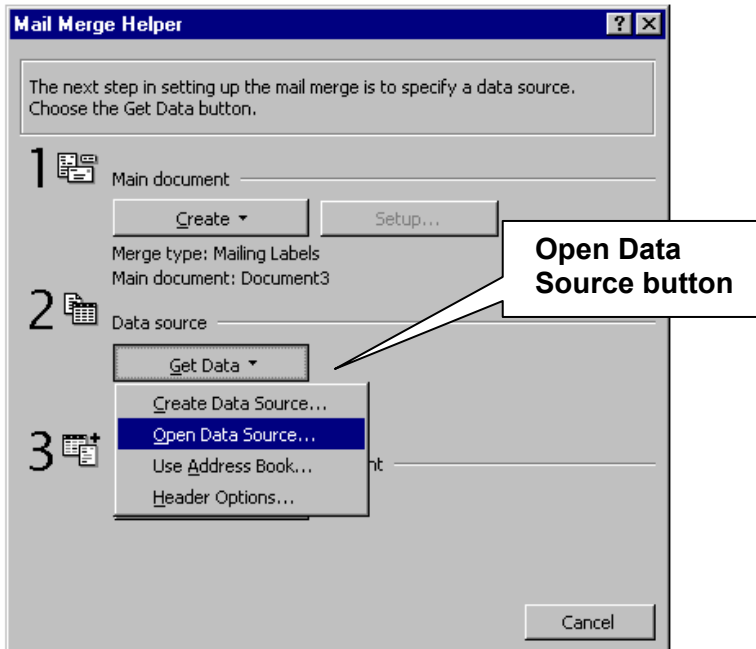 Mail Merge Helper
The next step in setting up the mail merge is to specify a data source.
Choose the Get Data button.
1
Main document
Create
Setup...
Merge type: Mailing Labels
Main document: Document3
Open Data
Source button
2
Data source
Get Data
Create Data Source...
Open Data Source...
3
Use Address Book...
Header Options...
Cancel